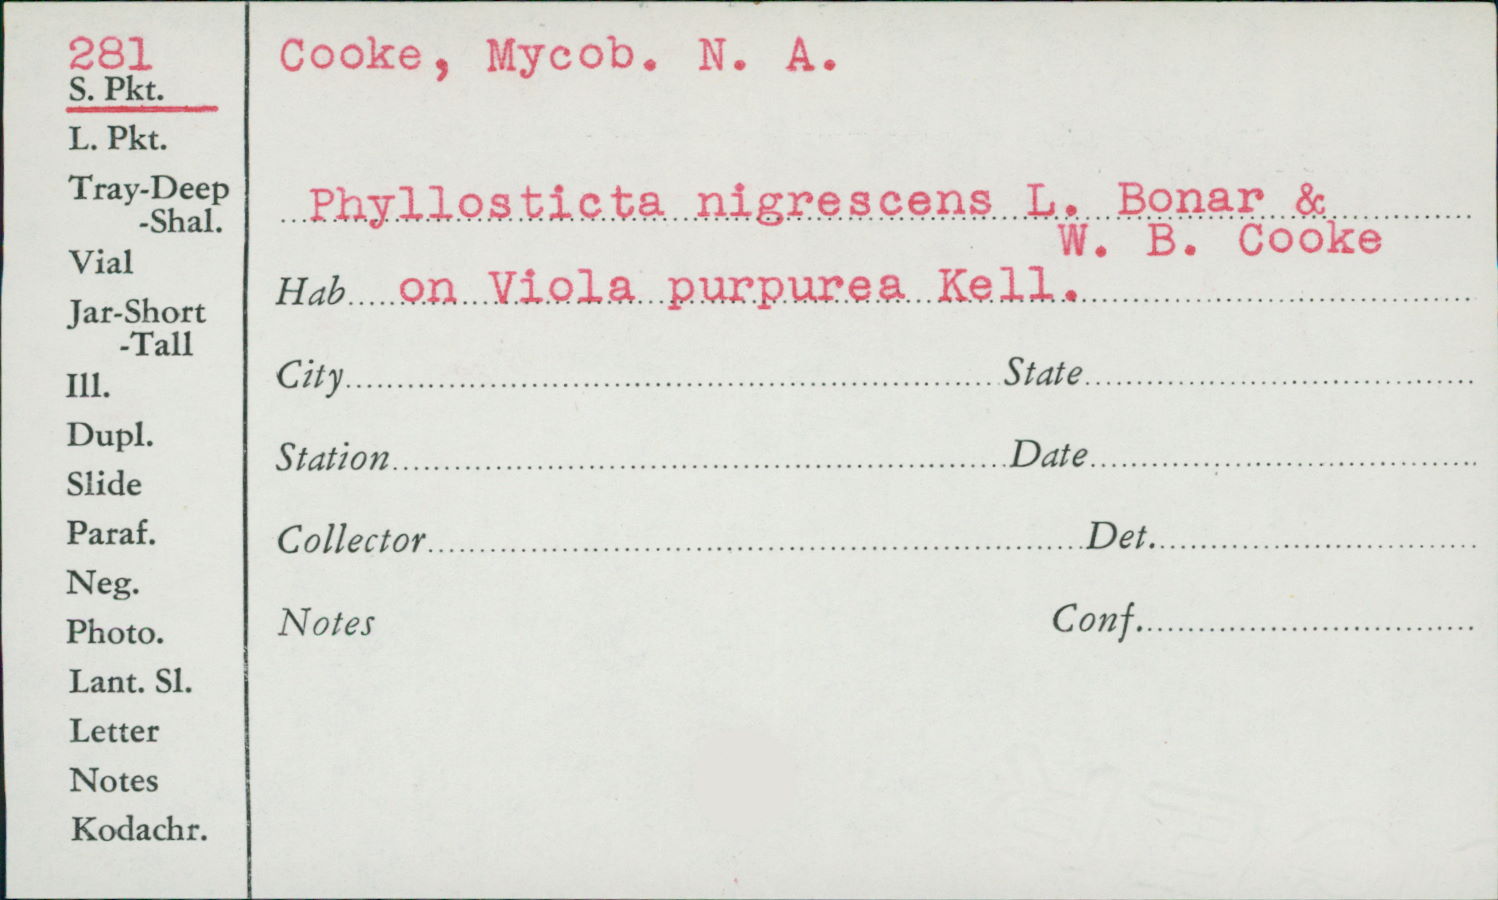 281
S. Pkt.
L. Pkt.
Tray-Deep
-Shal.
Vial
Jar-Short
-Tall
Ill.
Dupl.
Slide
Paraf.
Neg.
Photo.
Lant. Sl.
Letter
Notes
Kodachr.
Cooke, Mycob. N. A.
Phyllosticta nigrescens L. Bonar &
W. B. Cooke
Hab on Viola purpurea Kell.
City State
Station Date
Collector Det.
Notes Conf.